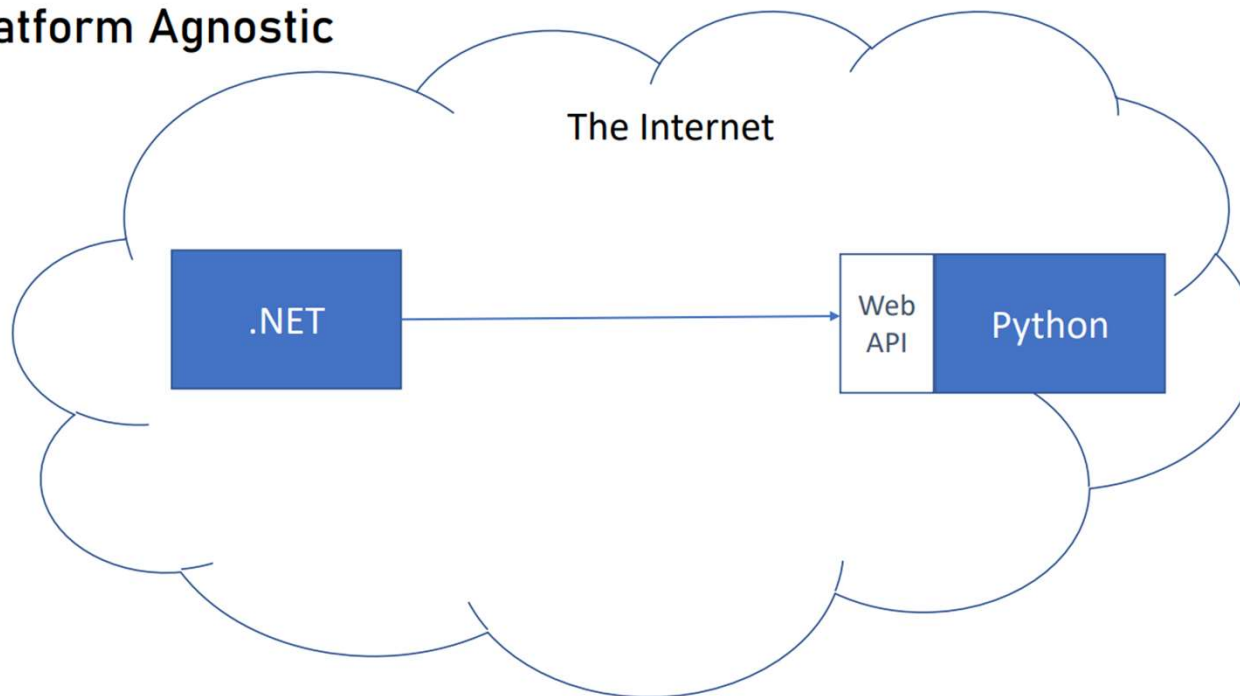 atform Agnostic
The Internet
.NET
Web
API
Python